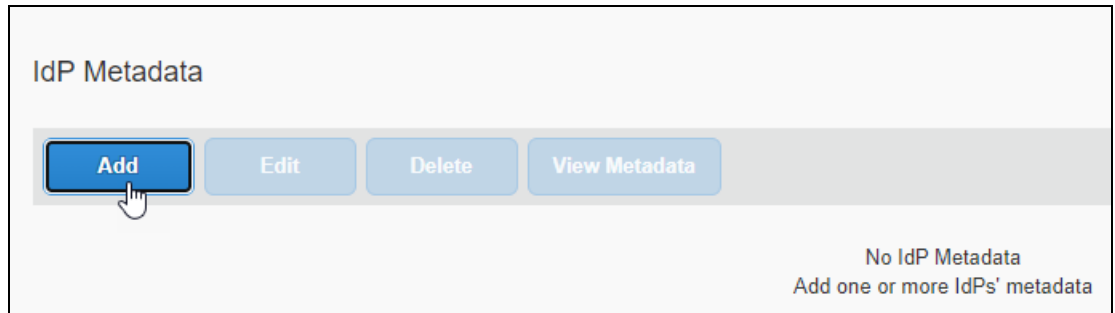 IdP Metadata
Add Edit Delete View Metadata
No IdP Metadata
Add one or more IdPs' metadata